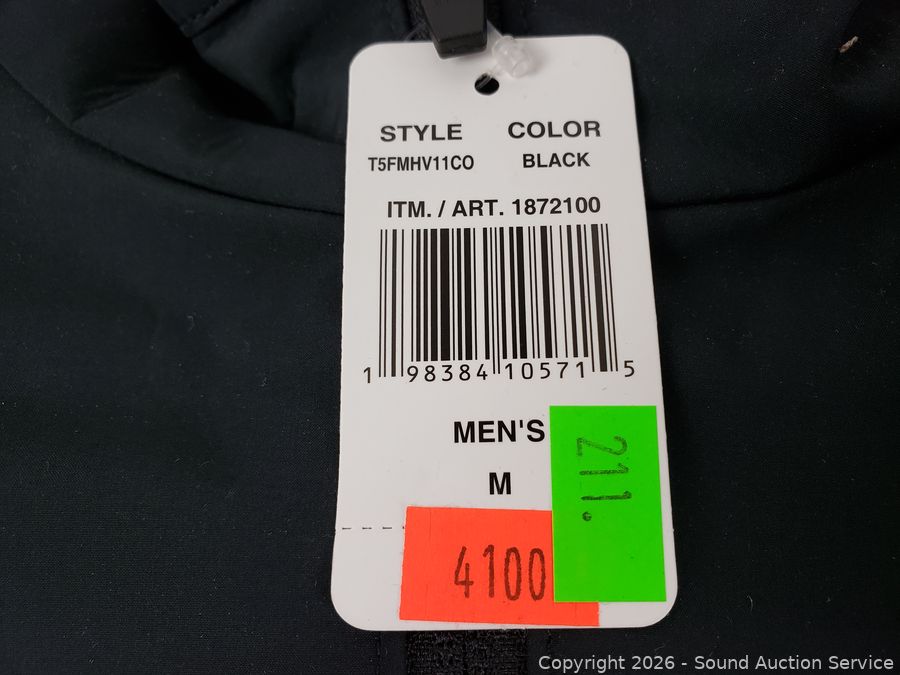 STYLE COLOR
T5FMHV11CO BLACK
ITM. / ART. 1872100
1 98384 10571 5
MEN'S
M
211.
4100
Copyright © 2026 - Sound Auction Service